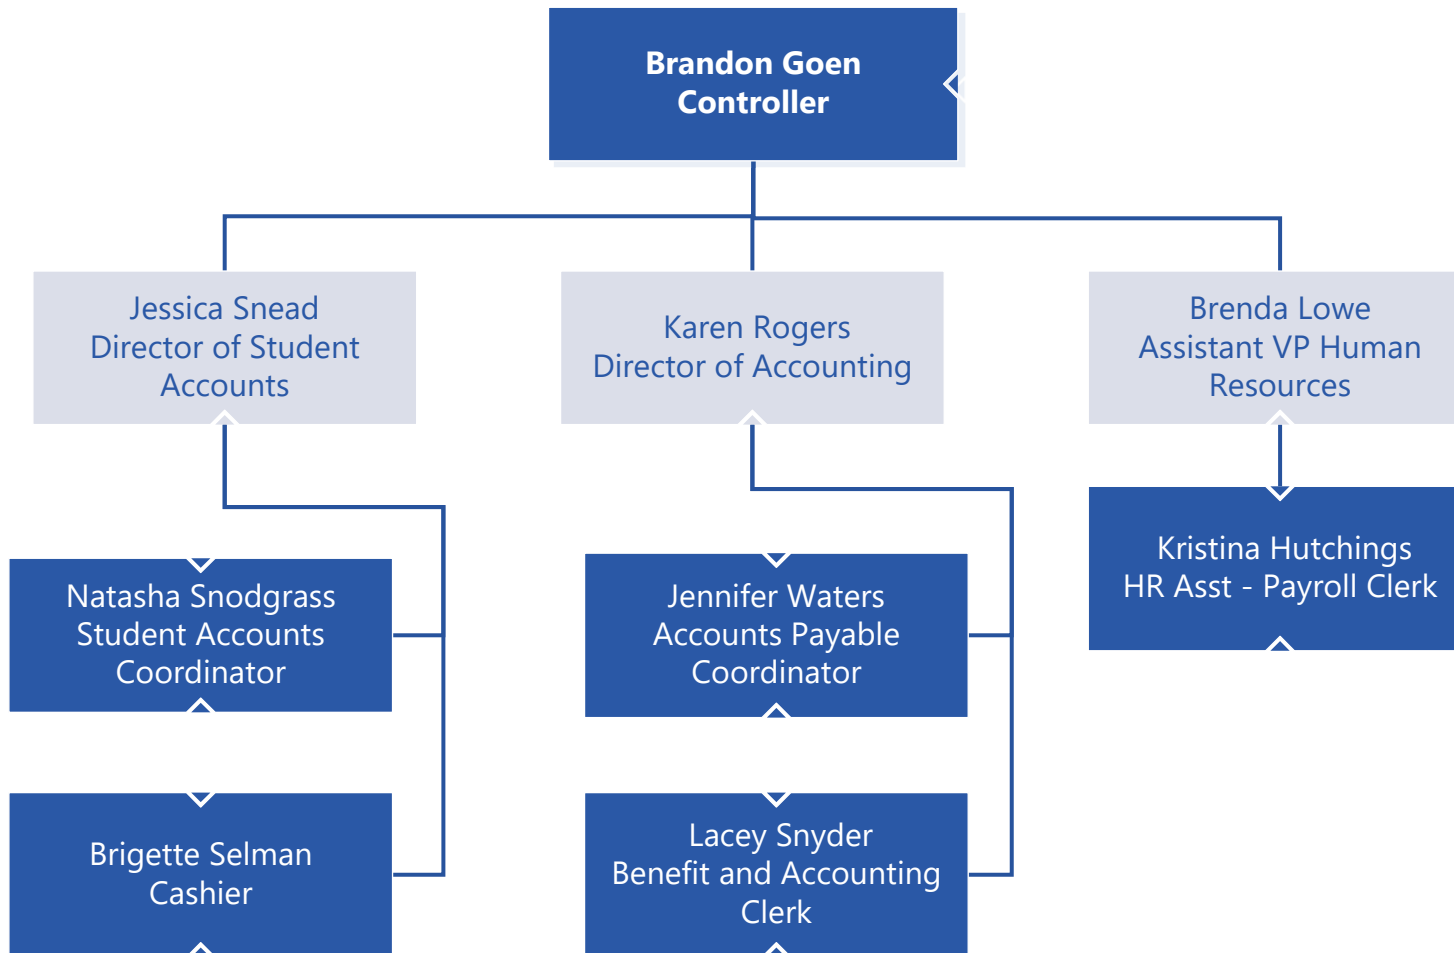 Brandon Goen
Controller
Jessica Snead
Director of Student
Accounts
Karen Rogers
Director of Accounting
Brenda Lowe
Assistant VP Human
Resources
Natasha Snodgrass
Student Accounts
Coordinator
Jennifer Waters
Accounts Payable
Coordinator
Kristina Hutchings
HR Asst - Payroll Clerk
Brigette Selman
Cashier
Lacey Snyder
Benefit and Accounting
Clerk